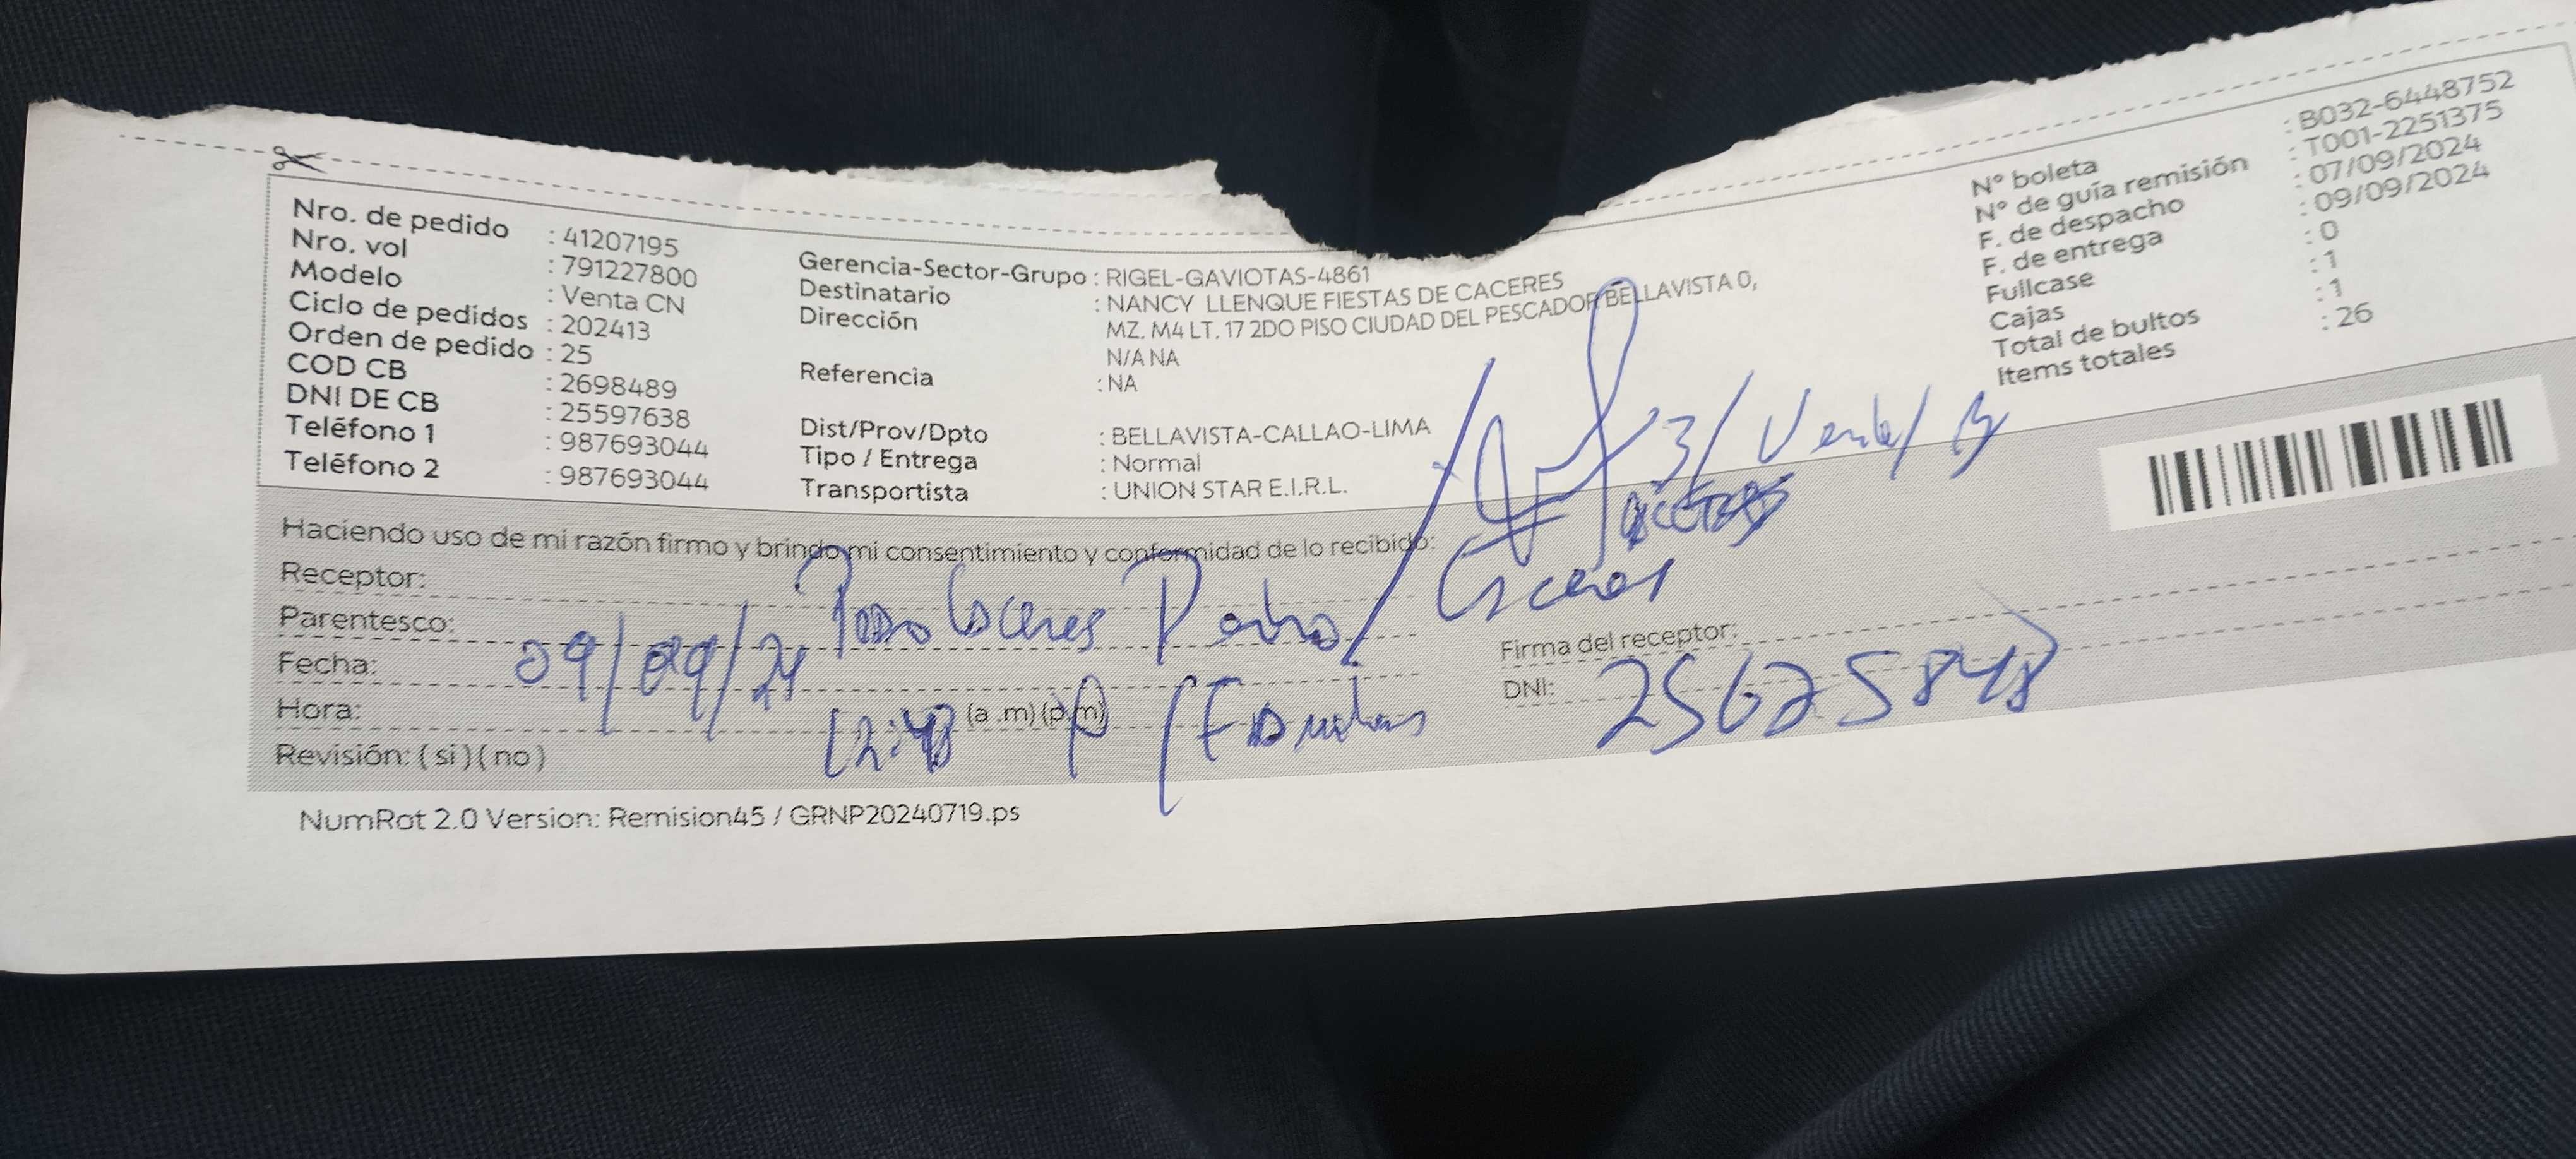 Nro. de pedido : 41207195
Nro. vol : 791227800
Modelo : Venta CN
Ciclo de pedidos : 202413
Orden de pedido : 25
COD CB : 2698489
DNI DE CB : 25597638
Teléfono 1 : 987693044
Teléfono 2 : 987693044
Gerencia-Sector-Grupo : RIGEL-GAVIOTAS-4861
Destinatario : NANCY LLENQUE FIESTAS DE CACERES
Dirección MZ. M4 LT. 17 2DO PISO CIUDAD DEL PESCADOR BELLAVISTA 0,
N/A NA
Referencia : NA
Dist/Prov/Dpto : BELLAVISTA-CALLAO-LIMA
Tipo / Entrega : Normal
Transportista : UNION STAR E.I.R.L.
N° boleta : B032-6448752
N° de guía remisión : T001-2251375
F. de despacho : 07/09/2024
F. de entrega : 09/09/2024
Fullcase : 0
Cajas : 1
Total de bultos : 1
Items totales : 26
3/
Haciendo uso de mi razón firmo y brindo mi consentimiento y conformidad de lo recibido:
Receptor: Caceres
Parentesco:
Fecha: 09/09/24
Hora: (a .m) (p.m)
Revisión: ( si ) ( no )
Caceres
Firma del receptor:
DNI: 25625848
NumRot 2.0 Version: Remision45 / GRNP20240719.ps